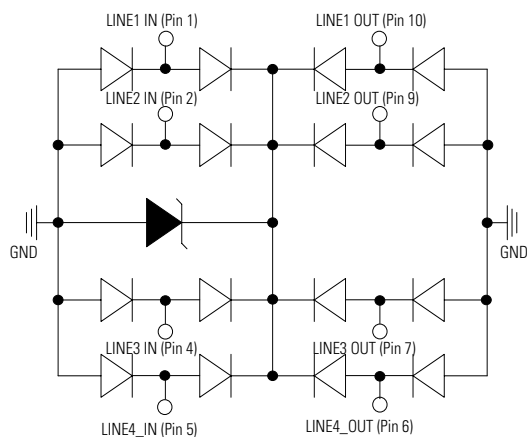 LINE1 IN (Pin 1)
LINE1 OUT (Pin 10)
LINE2 IN (Pin 2)
LINE2 OUT (Pin 9)
GND
GND
LINE3 IN (Pin 4)
LINE3 OUT (Pin 7)
LINE4_IN (Pin 5)
LINE4_OUT (Pin 6)